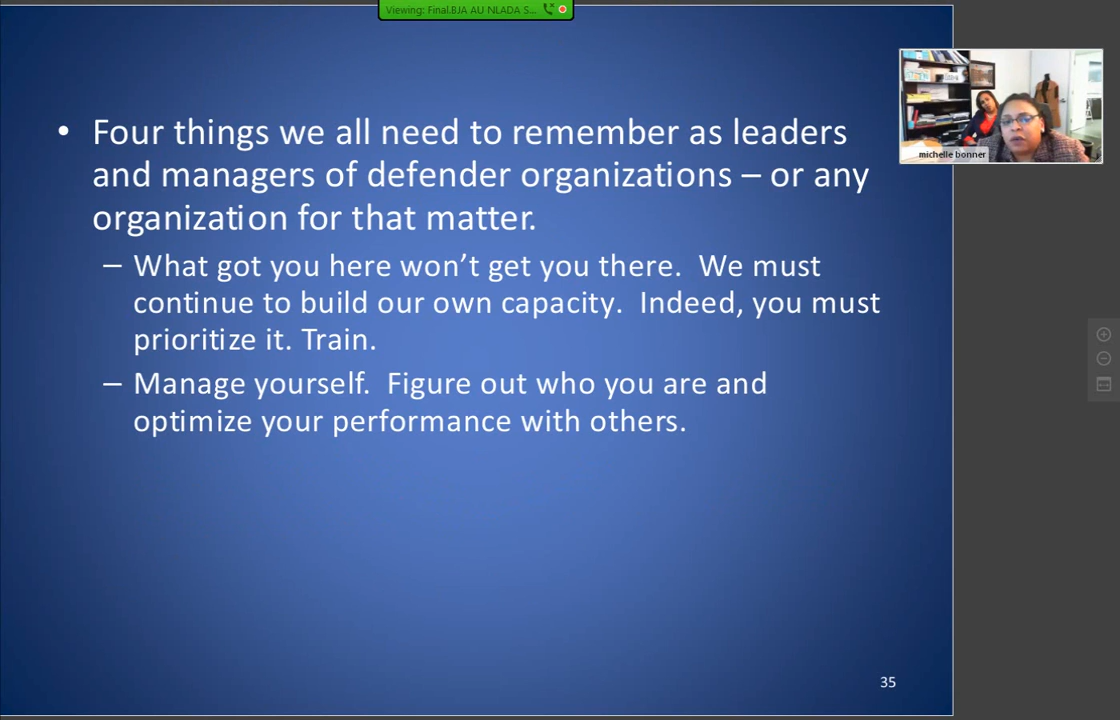 Viewing: Final.BJA AU NLADA S...
• Four things we all need to remember as leaders
and managers of defender organizations – or any
organization for that matter.
– What got you here won’t get you there. We must
continue to build our own capacity. Indeed, you must
prioritize it. Train.
– Manage yourself. Figure out who you are and
optimize your performance with others.
michelle bonner
35